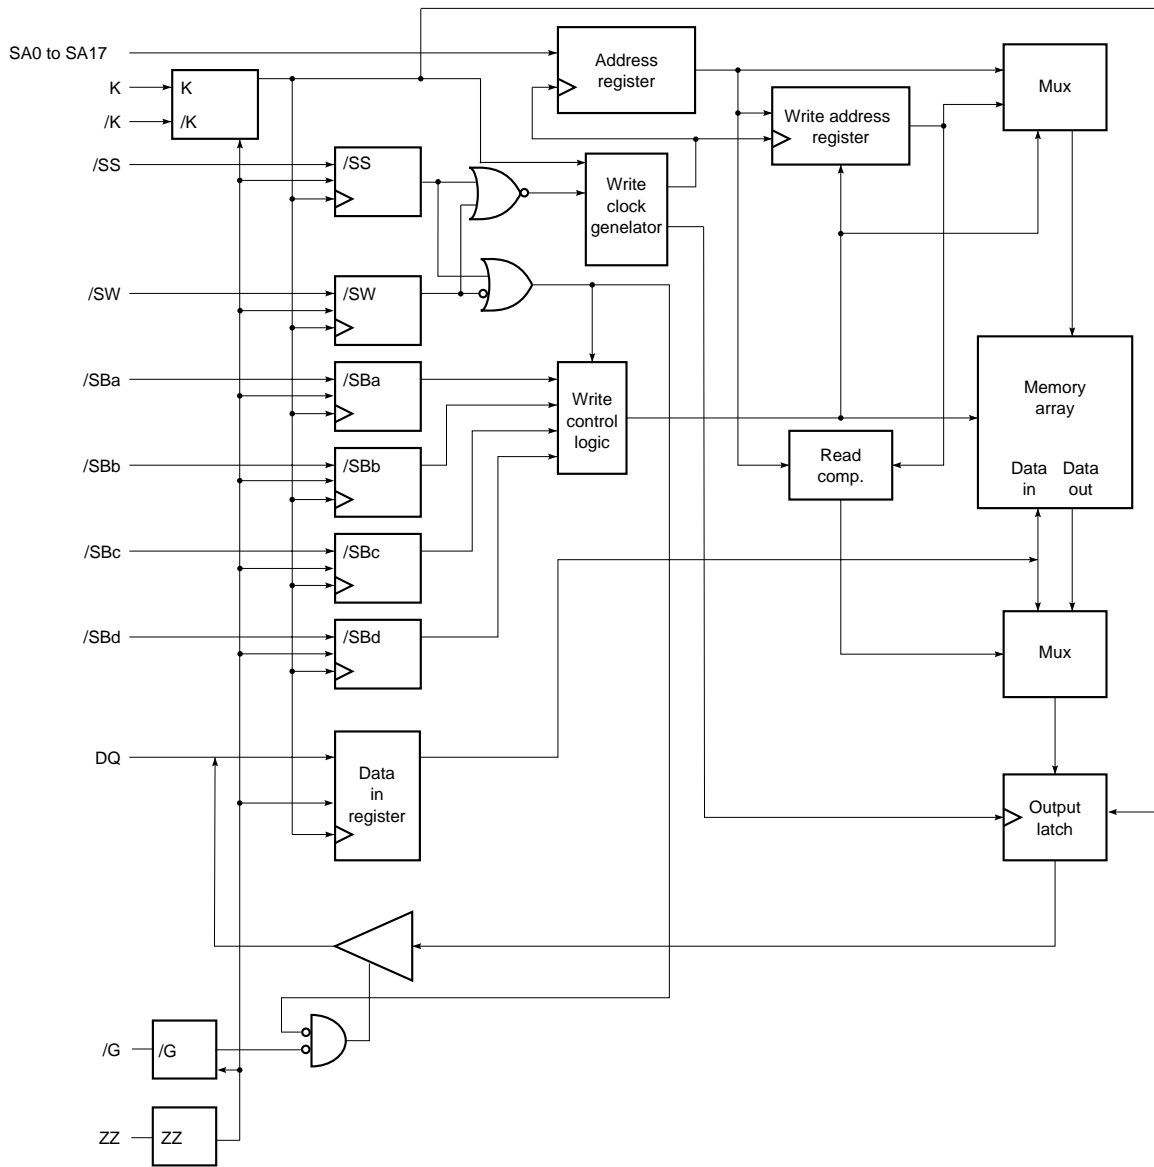 SA0 to SA17
Address
register
Mux
K
K
/K
/K
Write address
register
/SS
/SS
Write
clock
genelator
/SW
/SW
/SBa
/SBa
Write
control
logic
Memory
array
/SBb
/SBb
Read
comp.
Data
in
Data
out
/SBc
/SBc
/SBd
/SBd
Mux
DQ
Data
in
register
Output
latch
/G
/G
ZZ
ZZ